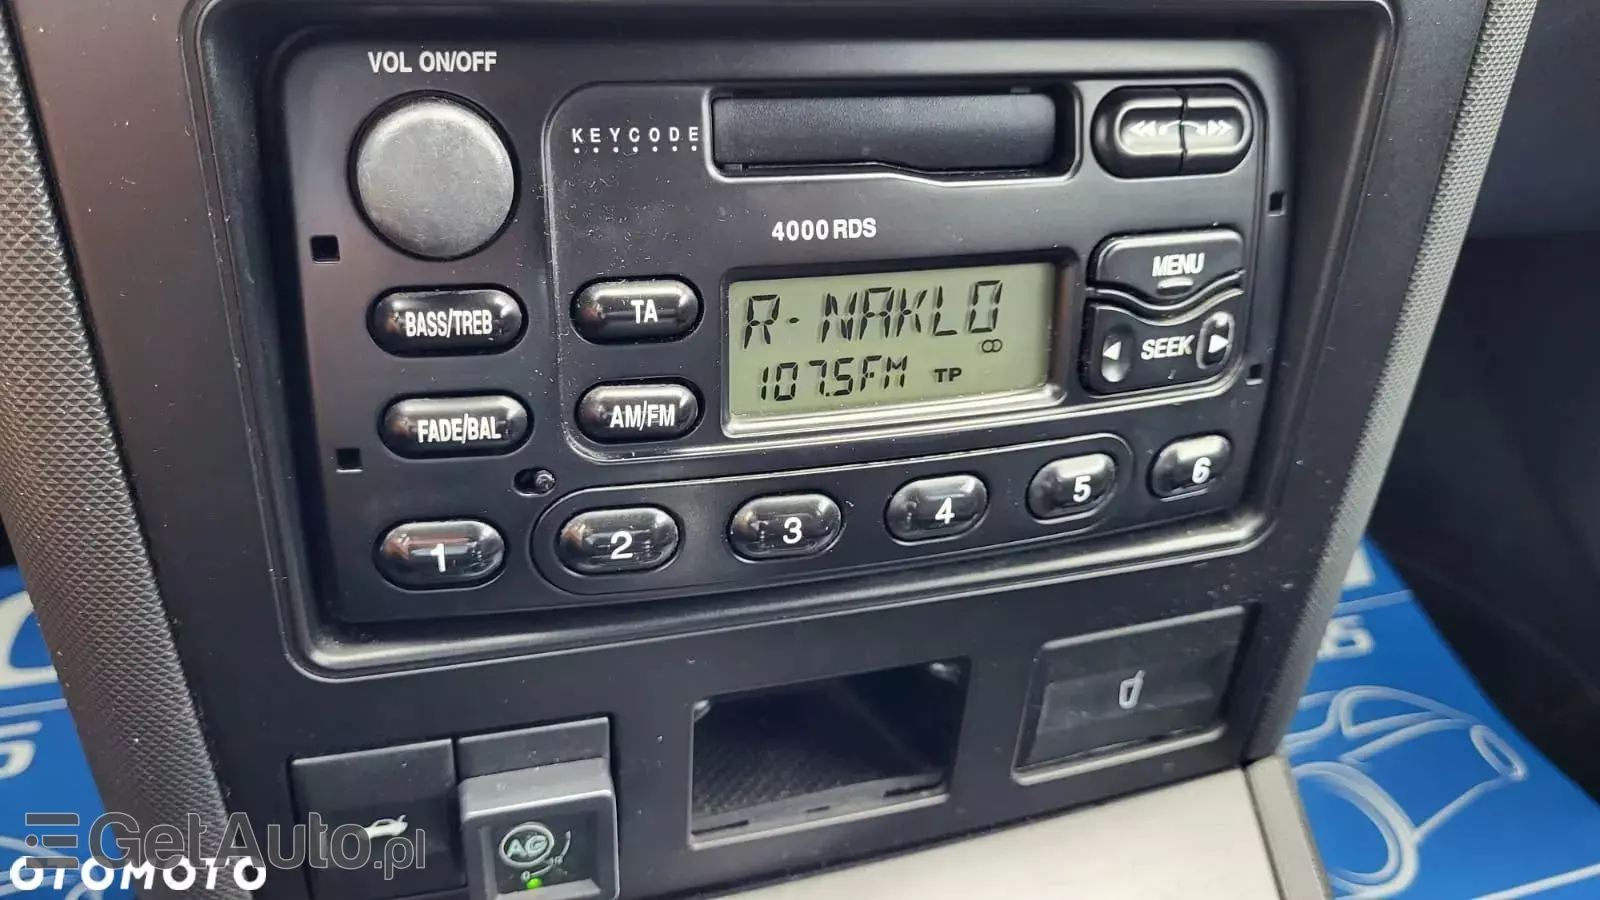 VOL ON/OFF
KEYCODE
4000 RDS
MENU
BASS/TREB
TA
R- NAKLO
SEEK
107.5FM TP
FADE/BAL
AM/FM
1 2 3 4 5 6
AG
0
GetAuto.pl
OTOMOTO